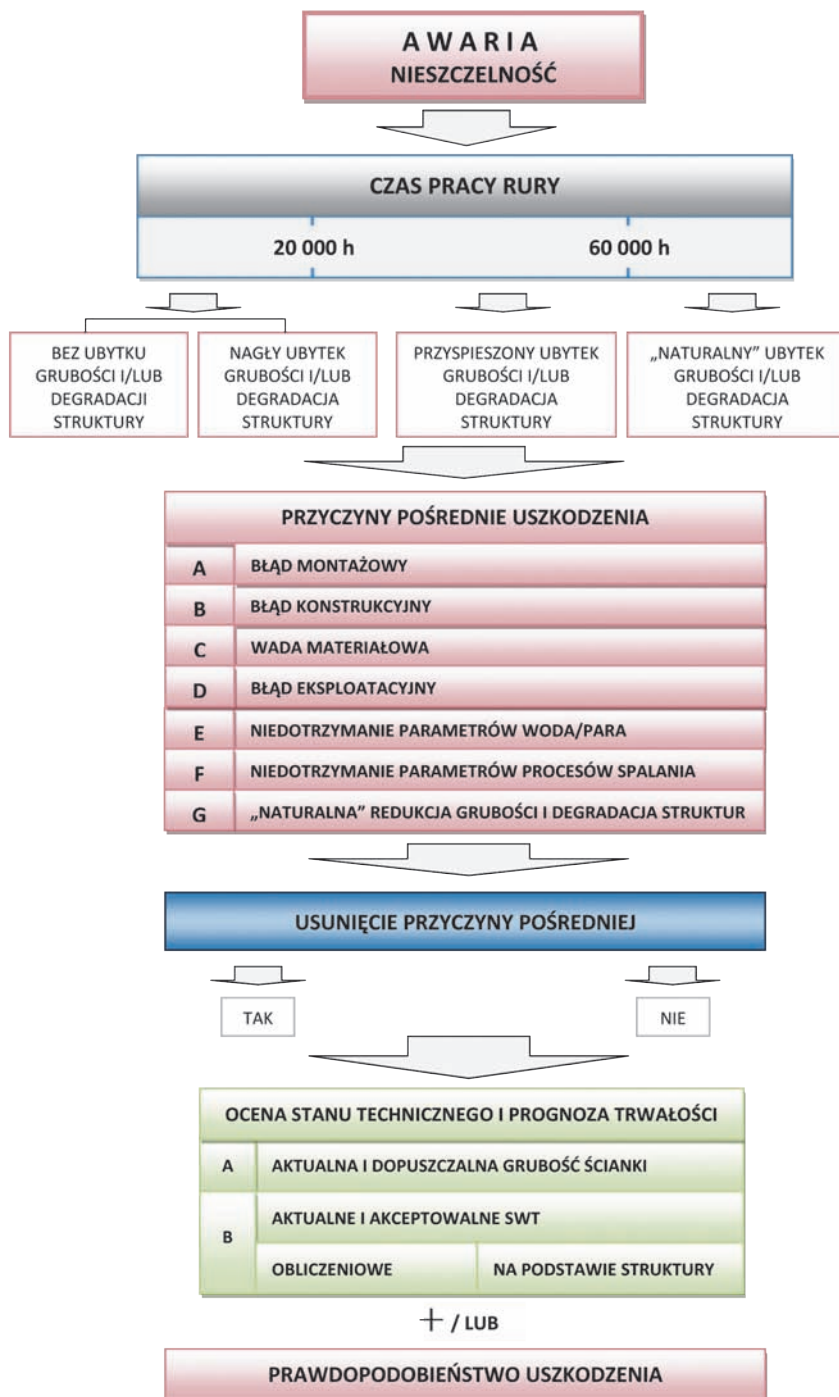 AWARIA
NIESZCZELNOŚĆ
CZAS PRACY RURY
20 000 h
60 000 h
BEZ UBYTKU
GRUBOŚCI I/LUB
DEGRADACJI
STRUKTURY
NAGŁY UBYTEK
GRUBOŚCI I/LUB
DEGRADACJA
STRUKTURY
PRZYSPIESZONY UBYTEK
GRUBOŚCI I/LUB
DEGRADACJA
STRUKTURY
„NATURALNY” UBYTEK
GRUBOŚCI I/LUB
DEGRADACJA
STRUKTURY
PRZYCZYNY POŚREDNIE USZKODZENIA
A BŁĄD MONTAŻOWY
B BŁĄD KONSTRUKCYJNY
C WADA MATERIAŁOWA
D BŁĄD EKSPLOATACYJNY
E NIEDOTRZYMANIE PARAMETRÓW WODA/PARA
F NIEDOTRZYMANIE PARAMETRÓW PROCESÓW SPALANIA
G „NATURALNA” REDUKCJA GRUBOŚCI I DEGRADACJA STRUKTUR
USUNIĘCIE PRZYCZYNY POŚREDNIEJ
TAK
NIE
OCENA STANU TECHNICZNEGO I PROGNOZA TRWAŁOŚCI
A AKTUALNA I DOPUSZCZALNA GRUBOŚĆ ŚCIANKI
B AKTUALNE I AKCEPTOWALNE SWT
OBLICZENIOWE
NA PODSTAWIE STRUKTURY
+ / LUB
PRAWDOPODOBIEŃSTWO USZKODZENIA